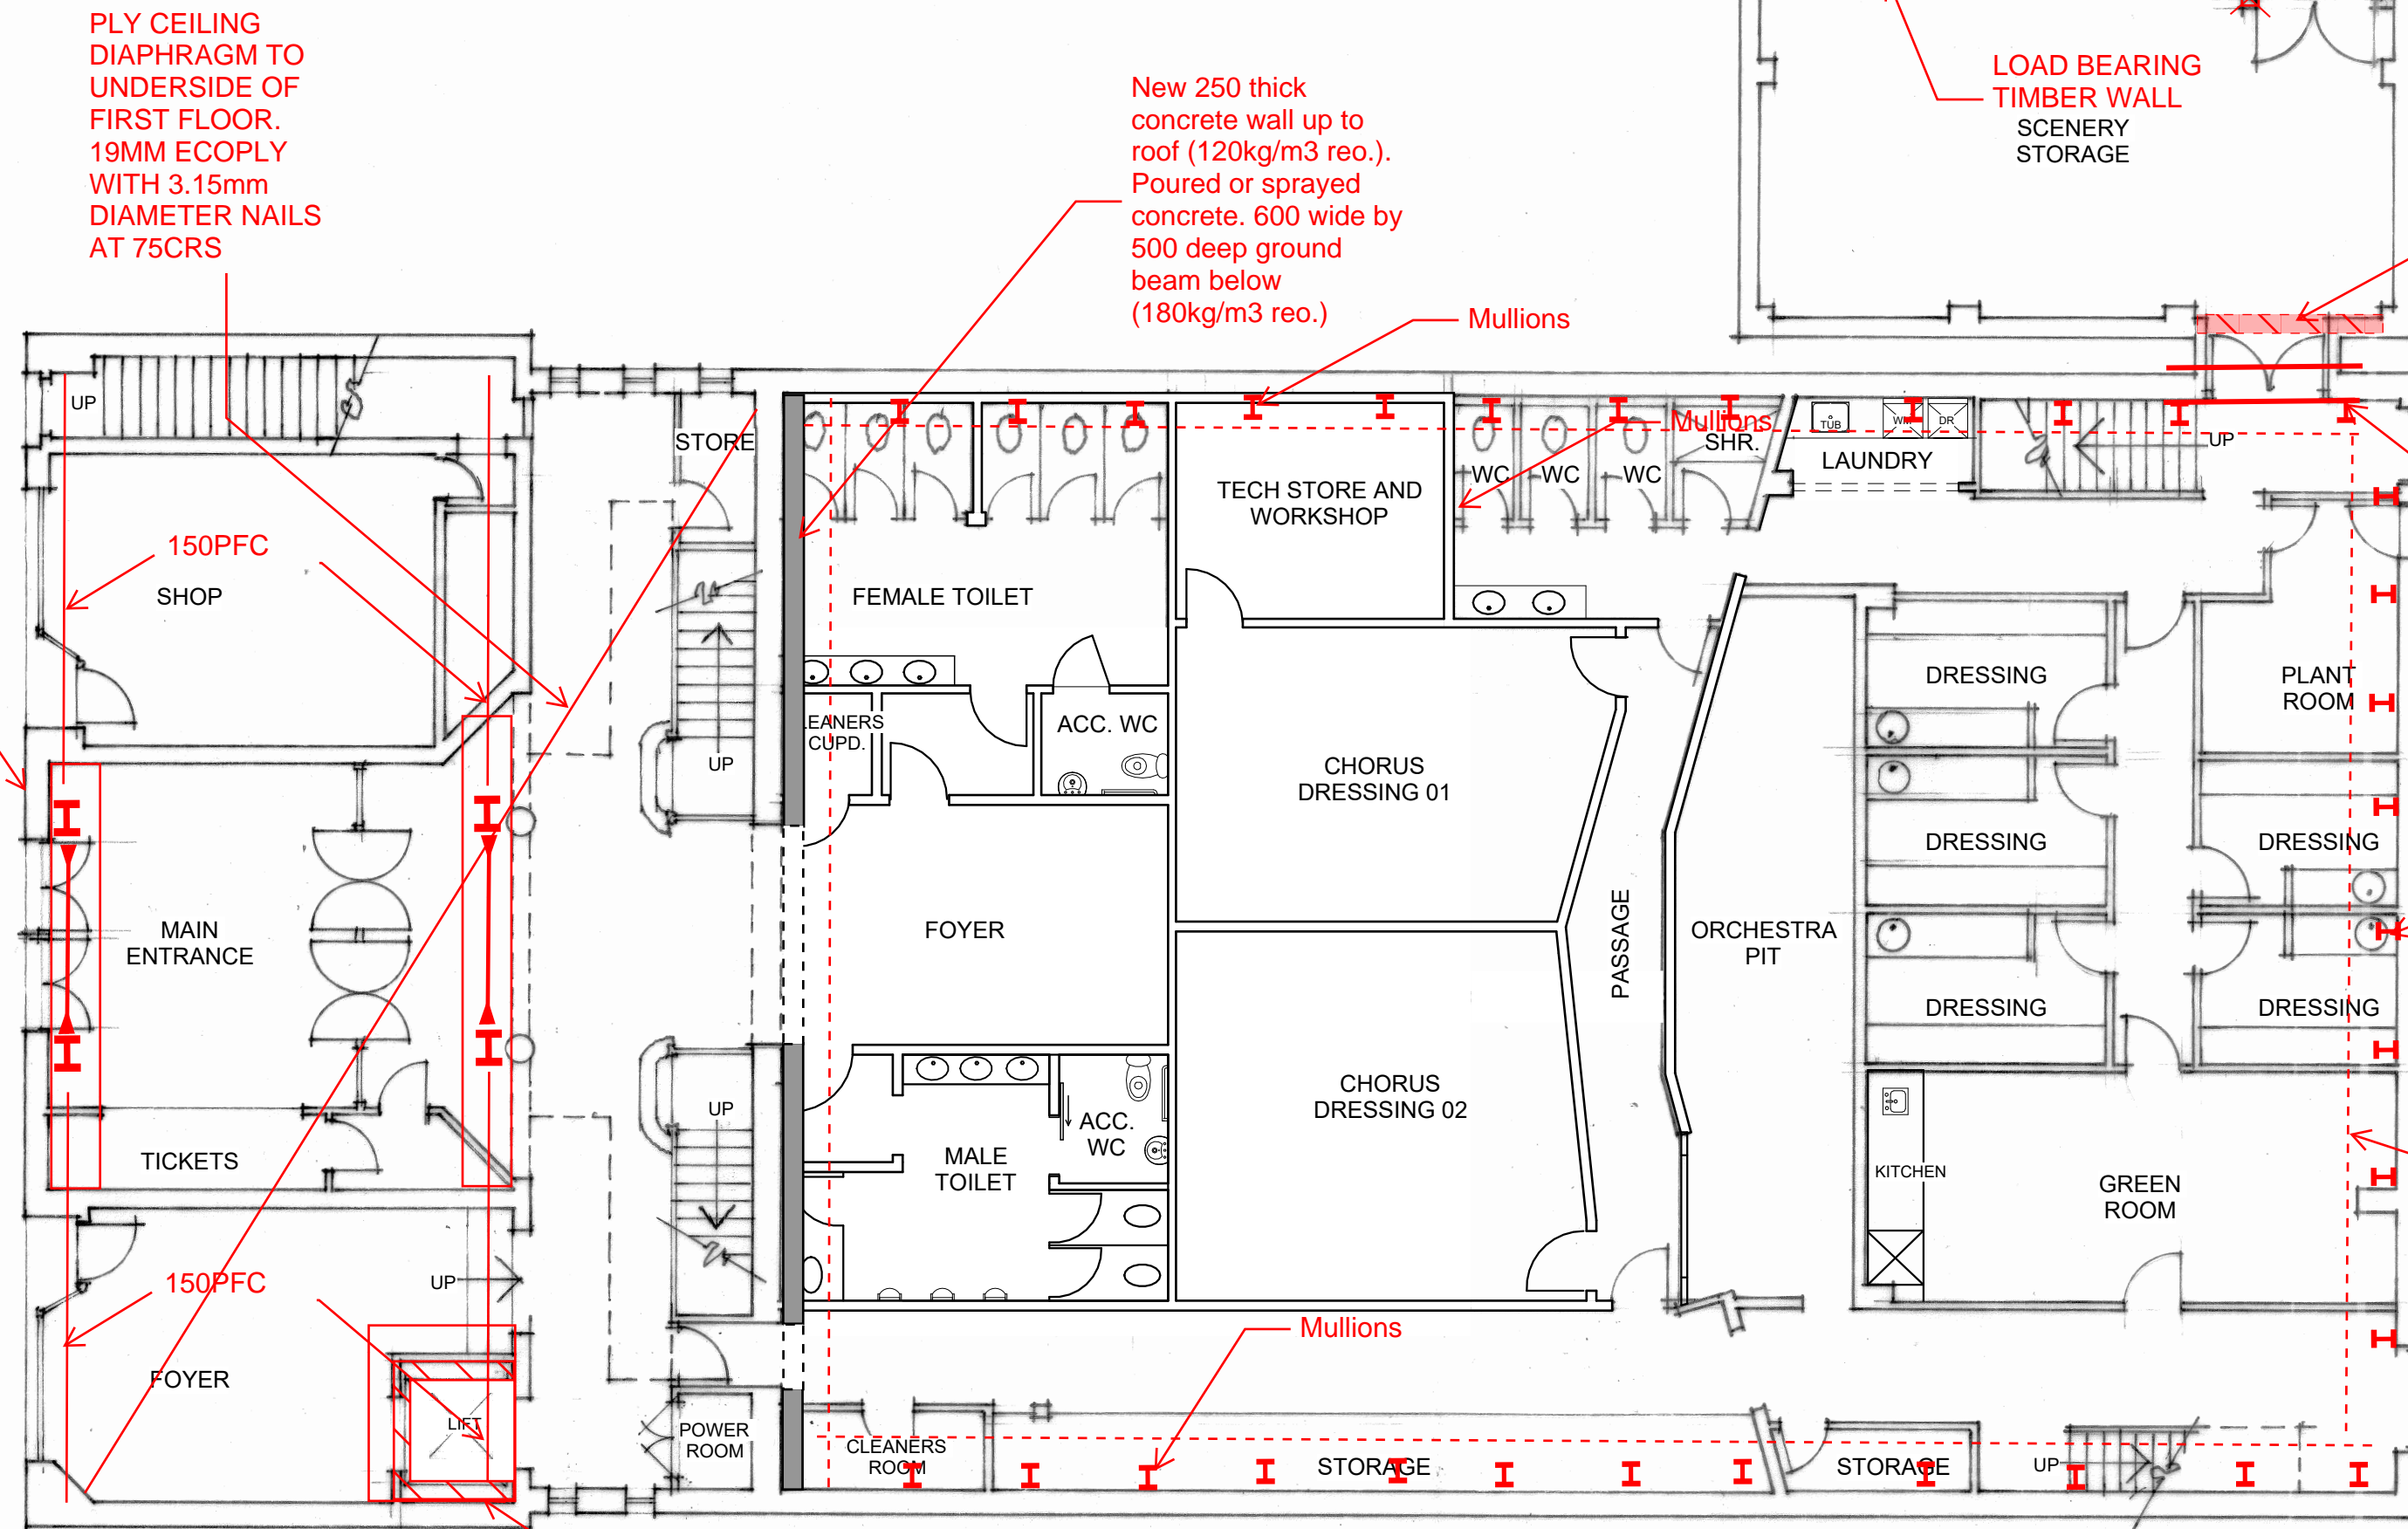 PLY CEILING
DIAPHRAGM TO
UNDERSIDE OF
FIRST FLOOR.
19MM ECOPLY
WITH 3.15mm
DIAMETER NAILS
AT 75CRS
New 250 thick
concrete wall up to
roof (120kg/m3 reo.).
Poured or sprayed
concrete. 600 wide by
500 deep ground
beam below
(180kg/m3 reo.)
Mullions
LOAD BEARING
TIMBER WALL
SCENERY
STORAGE
UP
STORE
Mullions
SHR.
WC
WC
WC
TUB
WM
DR
LAUNDRY
UP
TECH STORE AND
WORKSHOP
150PFC
SHOP
FEMALE TOILET
DRESSING
PLANT
ROOM
CLEANERS
CUPD.
ACC. WC
UP
CHORUS
DRESSING 01
DRESSING
DRESSING
MAIN
ENTRANCE
FOYER
PASSAGE
ORCHESTRA
PIT
DRESSING
DRESSING
CHORUS
DRESSING 02
UP
ACC.
WC
TICKETS
MALE
TOILET
KITCHEN
GREEN
ROOM
150PFC
UP
Mullions
FOYER
LIFT
POWER
ROOM
CLEANERS
ROOM
STORAGE
STORAGE
UP